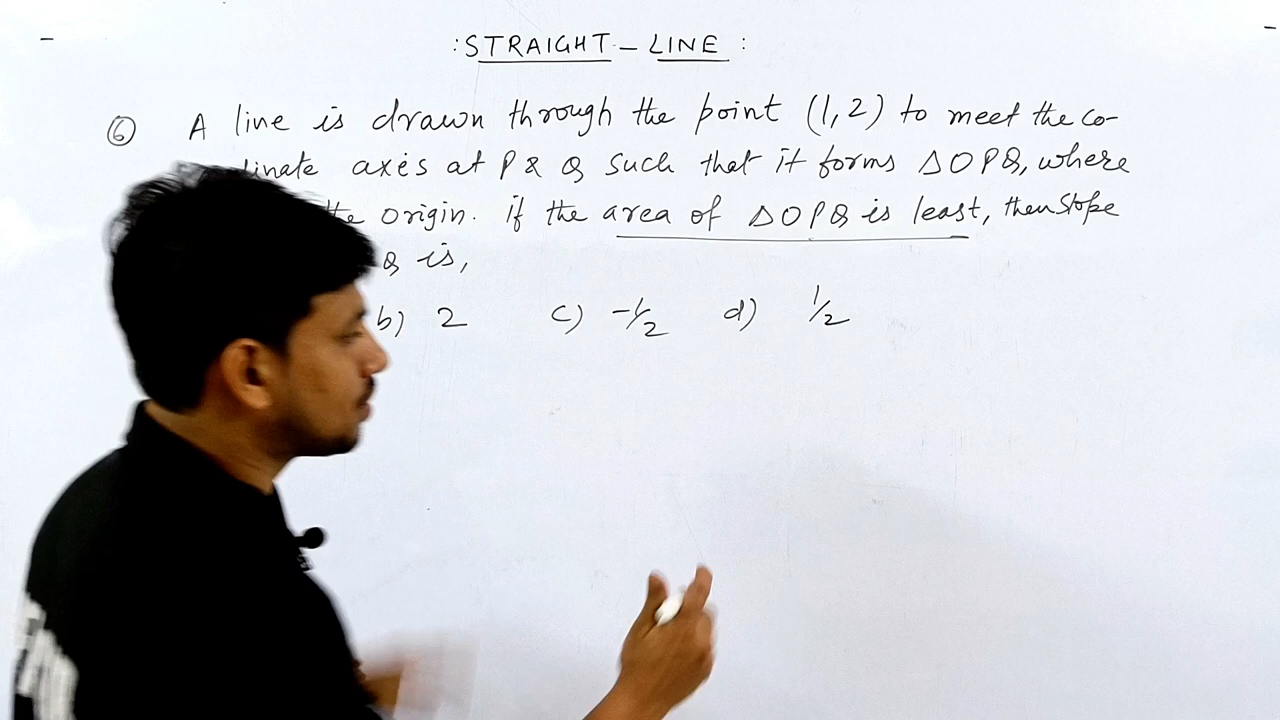 : STRAIGHT - LINE :
⑥ A line is drawn through the point (1,2) to meet the co-
dinate axes at P & Q such that it forms ΔOPQ, where
the origin. if the area of ΔOPQ is least, then slope
Q is,
b) 2 c) -1/2 d) 1/2